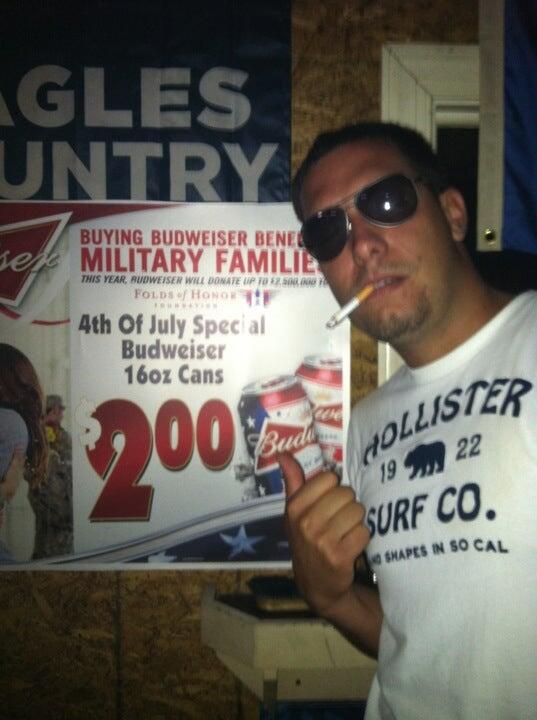 AGLES
UNTRY
BUYING BUDWEISER
MILITARY FAMILIE
THIS YEAR, BUDWEISER WILL DONATE UP TO $2,500,000 TO
FOLDS of HONOR
FOUNDATION
4th Of July Special
Budweiser
16oz Cans
$2.00
HOLLISTER
19 22
SURF CO.
SHAPES IN SO CAL